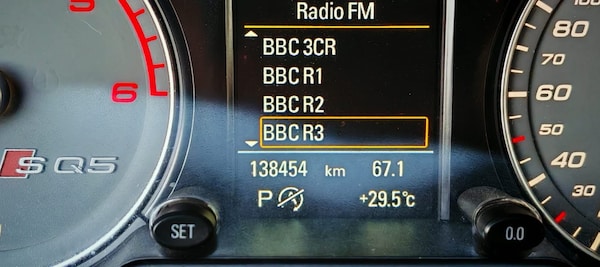 Radio FM
BBC 3CR
BBC R1
BBC R2
BBC R3
138454 km 67.1
P A +29.5°c
SET
0.0
5
6
SQ5
100
80
70
60
50
40
30